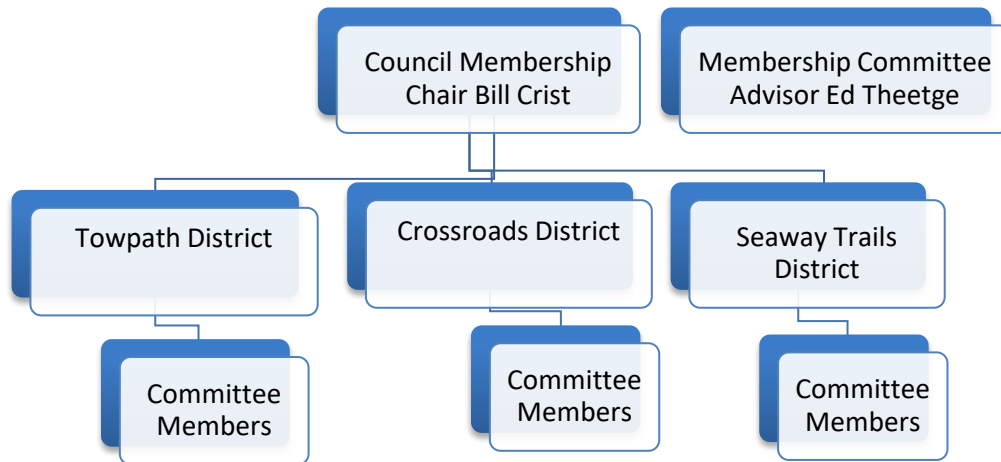 Council Membership
Chair Bill Crist
Membership Committee
Advisor Ed Theetge
Towpath District
Crossroads District
Seaway Trails
District
Committee
Members
Committee
Members
Committee
Members